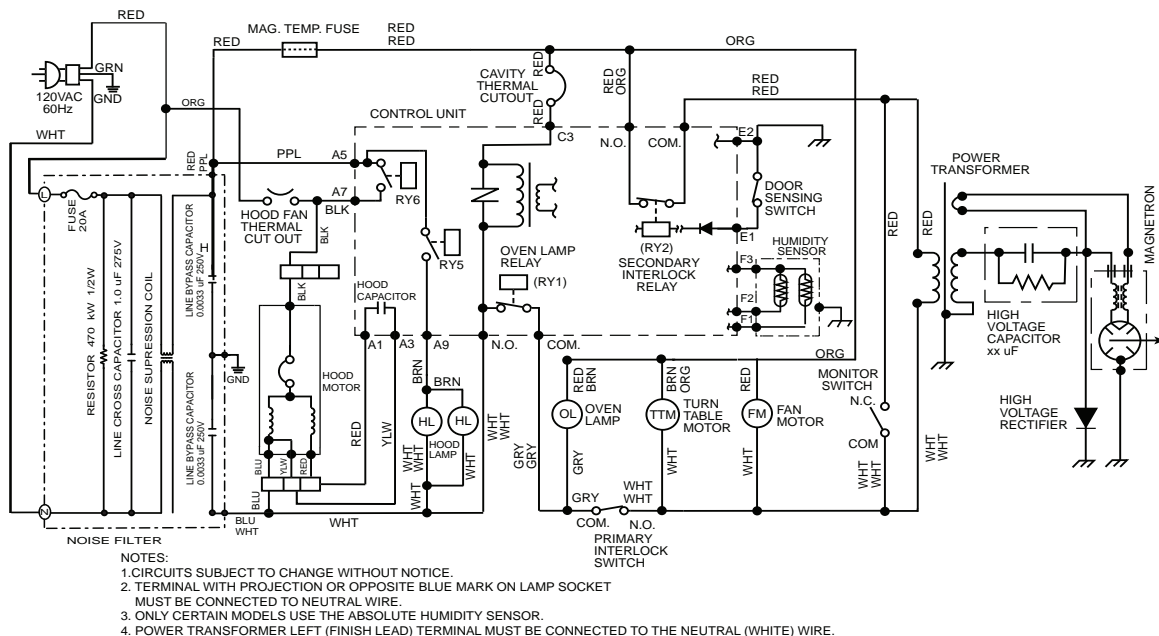 RED
RED
GRN
GND
120VAC
60Hz
WHT
ORG
RED
MAG. TEMP. FUSE
RED
RED
ORG
RED
CAVITY
THERMAL
CUTOUT
RED
RED
ORG
RED
RED
CONTROL UNIT
C3
N.O.
COM.
E2
RED
PPL
PPL
A5
A7
BLK
RY6
HOOD FAN
THERMAL
CUT OUT
BLK
BLK
RY5
OVEN LAMP
RELAY
(RY1)
(RY2)
SECONDARY
INTERLOCK
RELAY
E1
DOOR
SENSING
SWITCH
HUMIDITY
SENSOR
F3
F2
F1
POWER
TRANSFORMER
RED
RED
MAGNETRON
HIGH
VOLTAGE
CAPACITOR
xx uF
HIGH
VOLTAGE
RECTIFIER
L
FUSE
20A
RESISTOR 470 kW 1/2W
LINE CROSS CAPACITOR 1.0 uF 275V
NOISE SUPRESSION COIL
LINE BYPASS CAPACITOR
0.0033 uF 250V
H
GND
LINE BYPASS CAPACITOR
0.0033 uF 250V
N
NOISE FILTER
HOOD
CAPACITOR
HOOD MOTOR
BLU
YLW
RED
BLU
BLU
WHT
WHT
A1
A3
A9
N.O.
COM.
RED
YLW
BRN
BRN
HL
HL
HOOD
LAMP
WHT
WHT
WHT
WHT
WHT
WHT
GRY
GRY
ORG
RED
BRN
OL
OVEN
LAMP
GRY
BRN
ORG
TTM
TURN
TABLE
MOTOR
WHT
RED
FM
FAN
MOTOR
WHT
MONITOR
SWITCH
N.C.
COM
WHT
WHT
WHT
WHT
GRY
WHT
WHT
COM.
N.O.
PRIMARY
INTERLOCK
SWITCH
NOTES:
1.CIRCUITS SUBJECT TO CHANGE WITHOUT NOTICE.
2. TERMINAL WITH PROJECTION OR OPPOSITE BLUE MARK ON LAMP SOCKET
MUST BE CONNECTED TO NEUTRAL WIRE.
3. ONLY CERTAIN MODELS USE THE ABSOLUTE HUMIDITY SENSOR.
4. POWER TRANSFORMER LEFT (FINISH LEAD) TERMINAL MUST BE CONNECTED TO THE NEUTRAL (WHITE) WIRE.